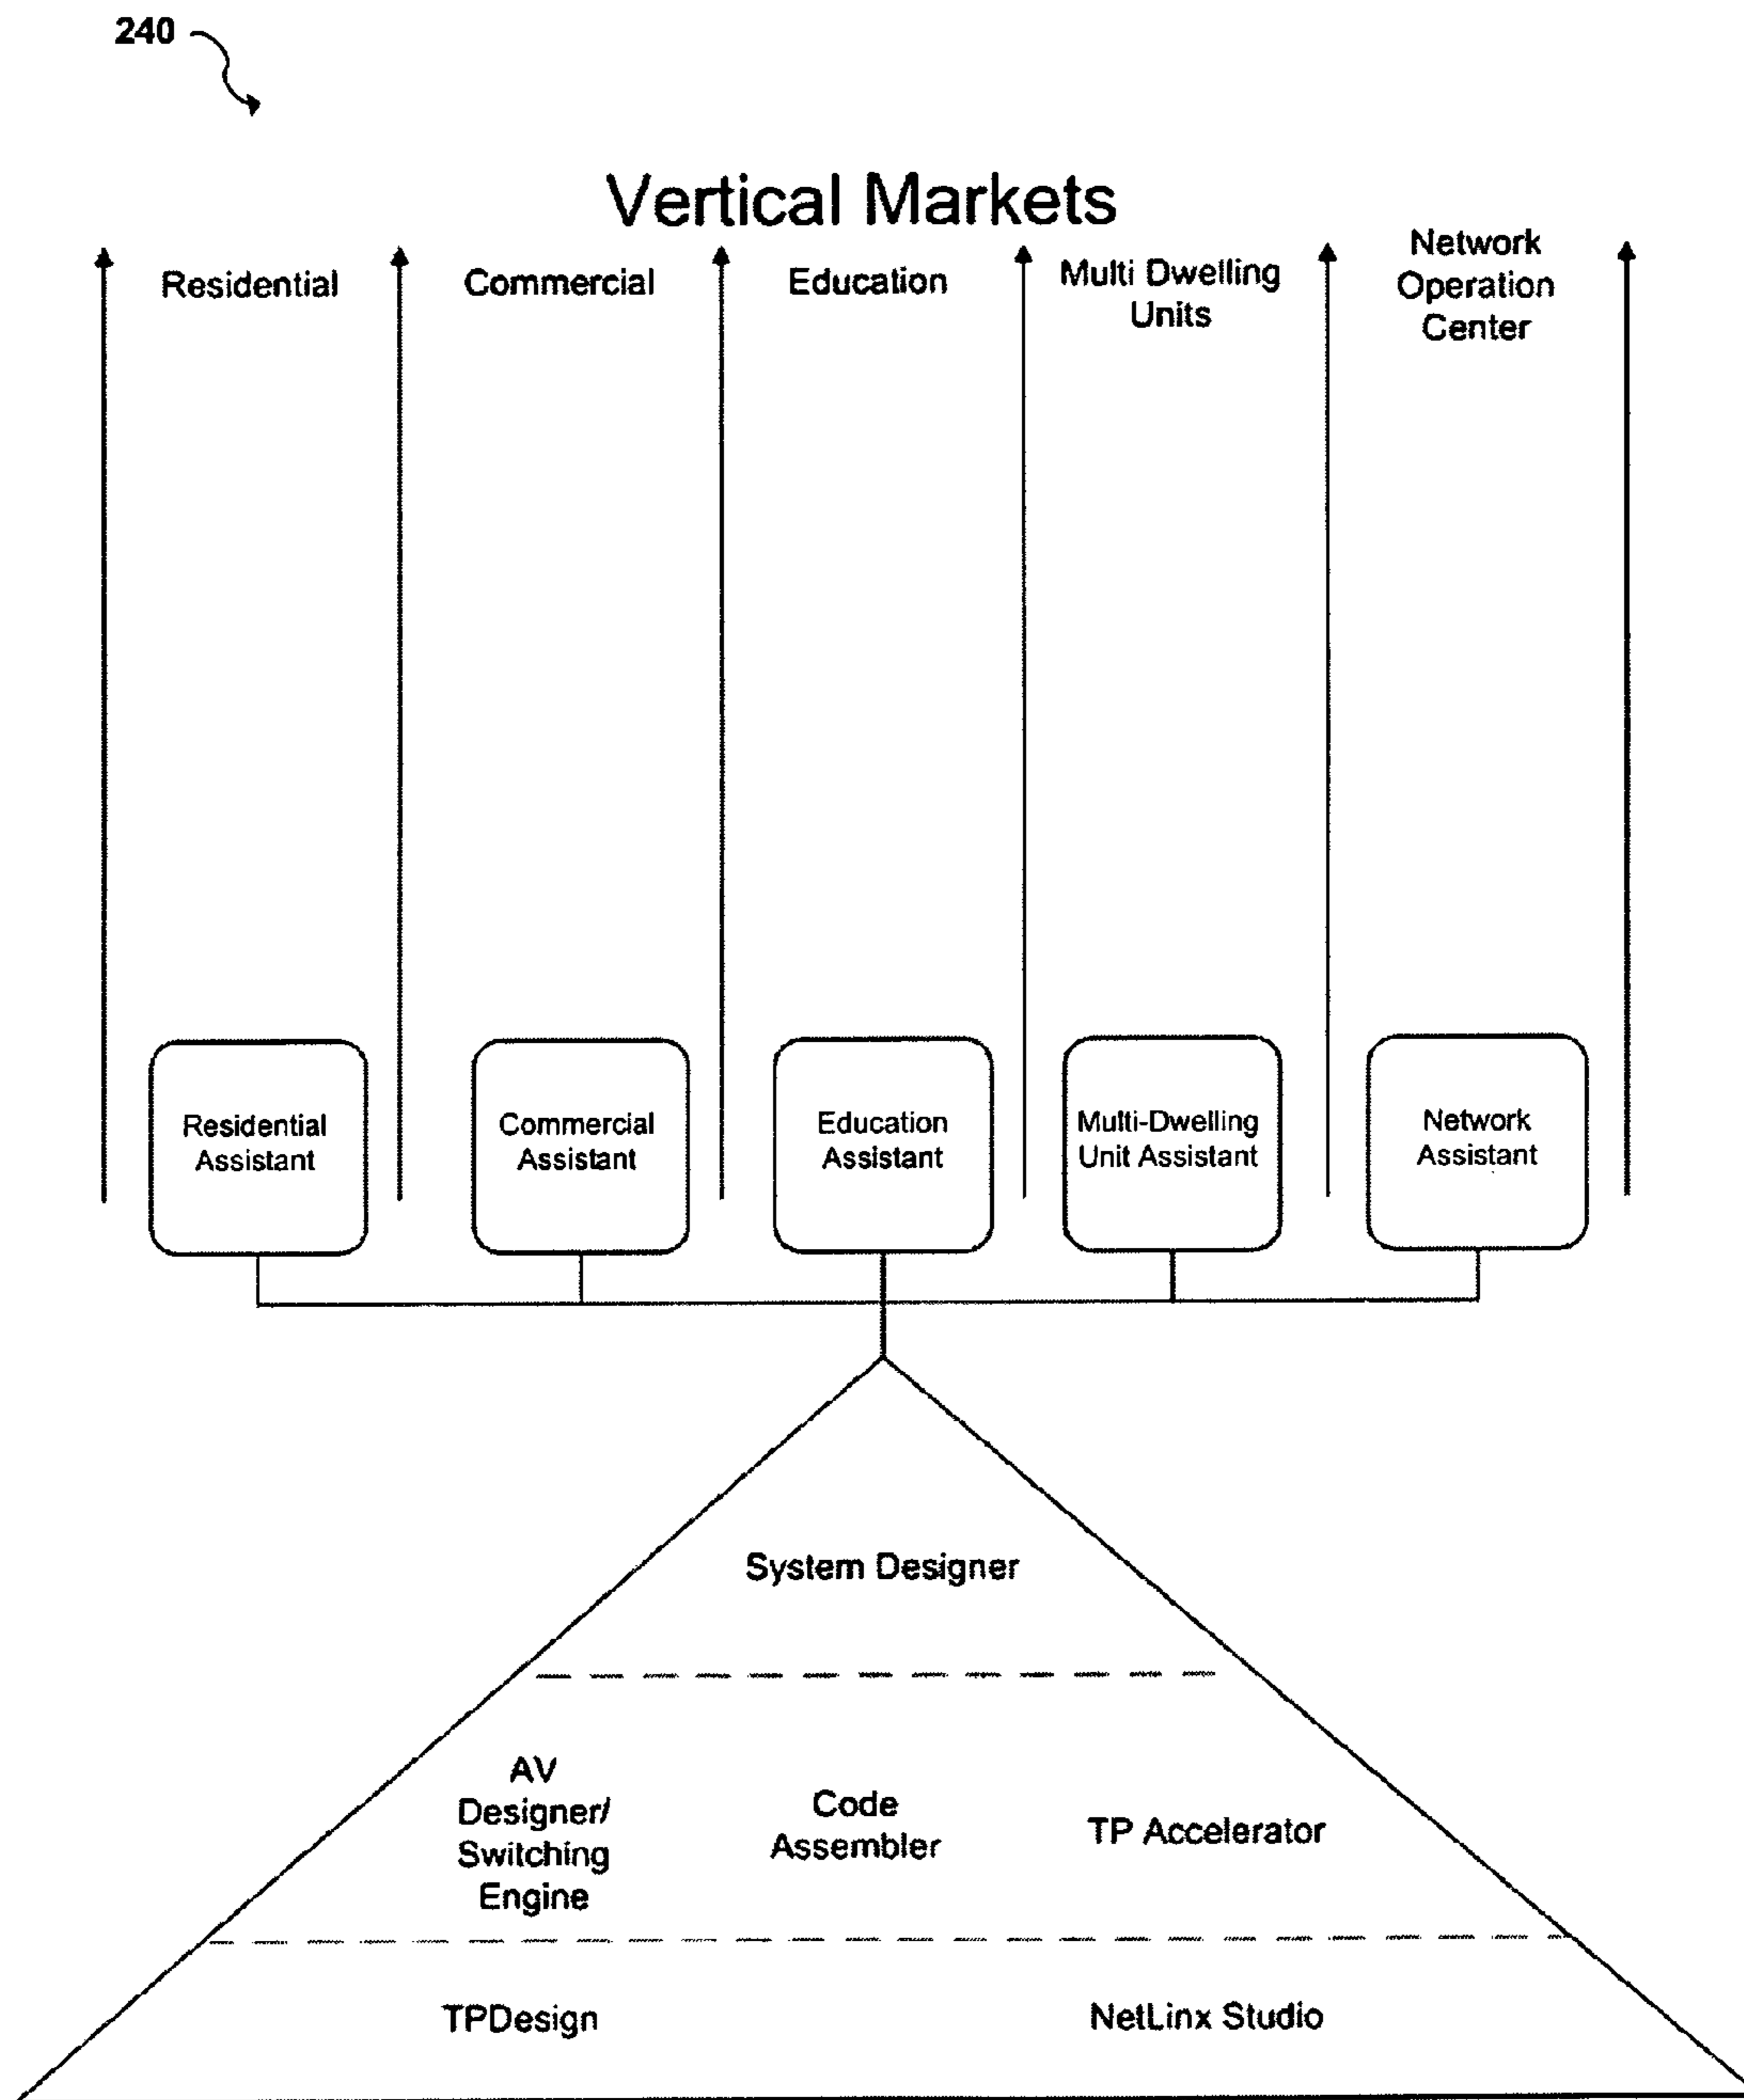 240
Vertical Markets
Residential
Commercial
Education
Multi Dwelling
Units
Network
Operation
Center
Residential
Assistant
Commercial
Assistant
Education
Assistant
Multi-Dwelling
Unit Assistant
Network
Assistant
System Designer
AV
Designer/
Switching
Engine
Code
Assembler
TP Accelerator
TPDesign
NetLinx Studio